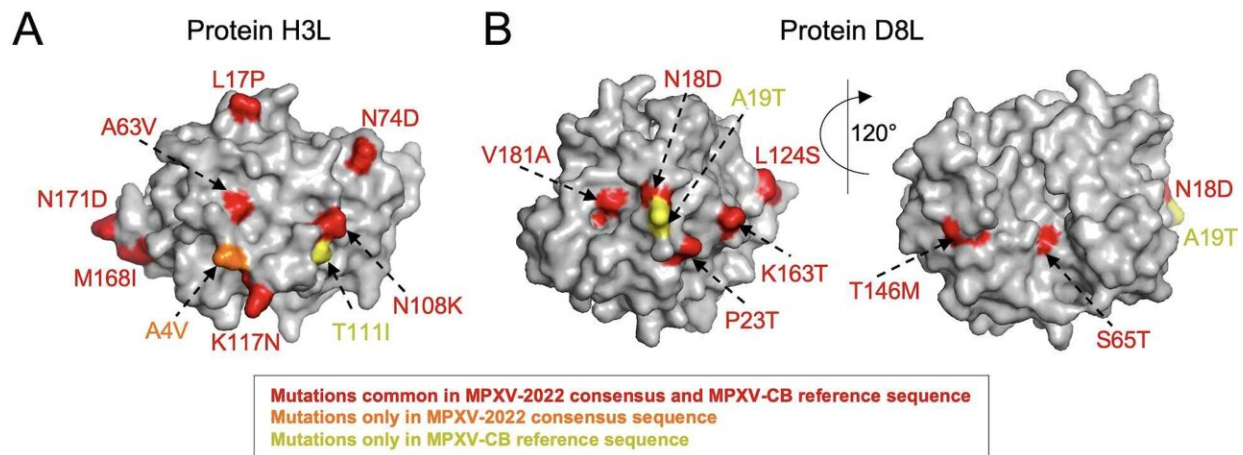 A
Protein H3L
L17P
A63V
N74D
N171D
M168I
A4V
K117N
T111I
N108K
B
Protein D8L
N18D
A19T
V181A
L124S
K163T
P23T
120°
N18D
A19T
T146M
S65T
Mutations common in MPXV-2022 consensus and MPXV-CB reference sequence
Mutations only in MPXV-2022 consensus sequence
Mutations only in MPXV-CB reference sequence